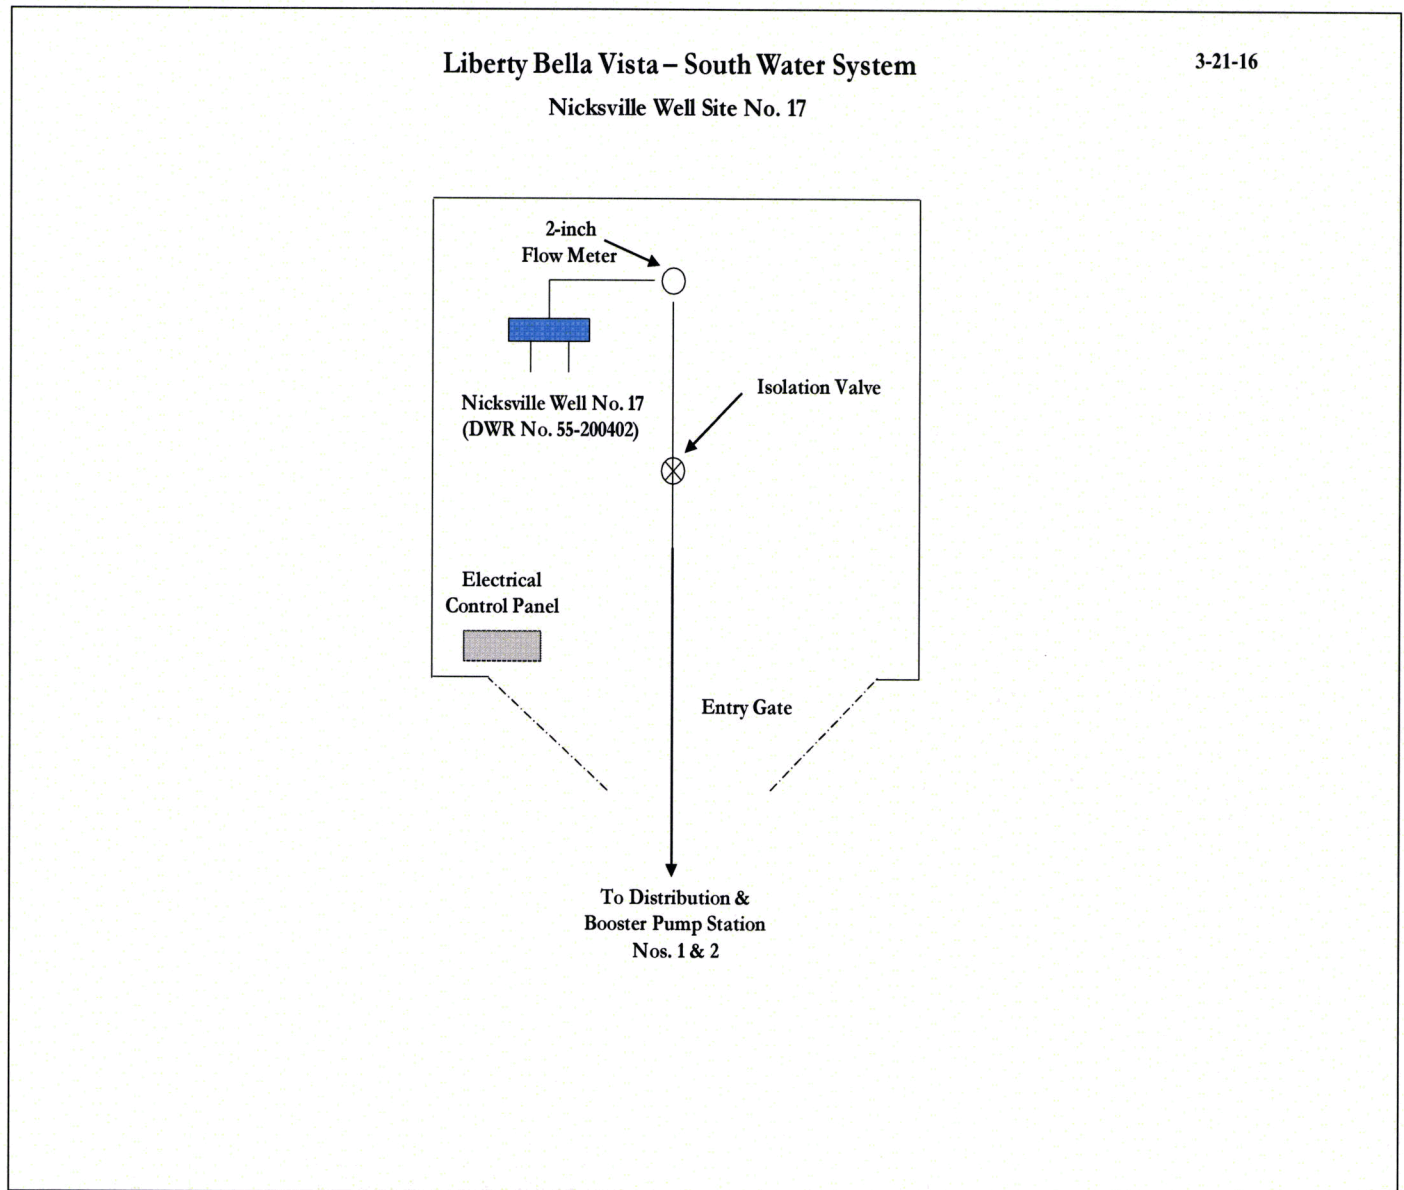 Liberty Bella Vista – South Water System
3-21-16
Nicksville Well Site No. 17
2-inch
Flow Meter
Isolation Valve
Nicksville Well No. 17
(DWR No. 55-200402)
Electrical
Control Panel
Entry Gate
To Distribution &
Booster Pump Station
Nos. 1 & 2